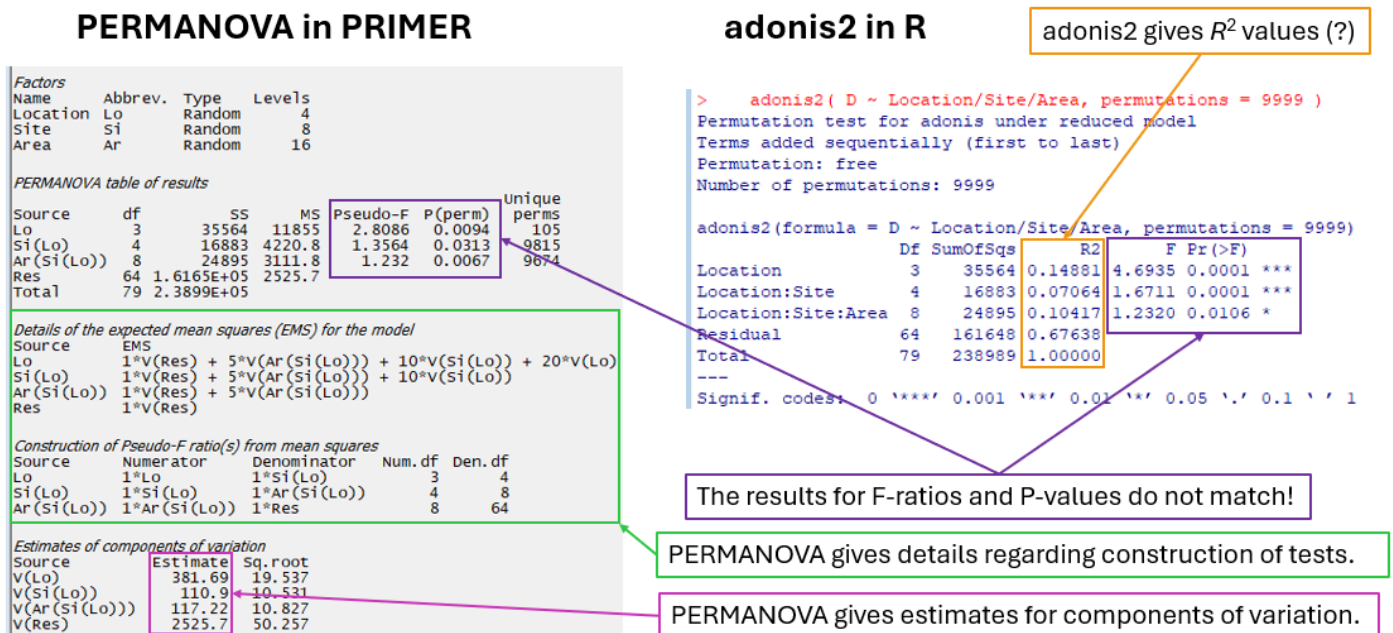 PERMANOVA in PRIMER
Factors
Name Abbrev. Type Levels
Location Lo Random 4
Site Si Random 8
Area Ar Random 16
PERMANOVA table of results
Unique
Source df SS MS Pseudo-F P(perm) perms
Lo 3 35564 11855 2.8086 0.0094 105
Si(Lo) 4 16883 4220.8 1.3564 0.0313 9815
Ar(Si(Lo)) 8 24895 3111.8 1.232 0.0067 9674
Res 64 1.6165E+05 2525.7
Total 79 2.3899E+05
Details of the expected mean squares (EMS) for the model
Source EMS
Lo 1*V(Res) + 5*V(Ar(Si(Lo))) + 10*V(Si(Lo)) + 20*V(Lo)
Si(Lo) 1*V(Res) + 5*V(Ar(Si(Lo))) + 10*V(Si(Lo))
Ar(Si(Lo)) 1*V(Res) + 5*V(Ar(Si(Lo)))
Res 1*V(Res)
Construction of Pseudo-F ratio(s) from mean squares
Source Numerator Denominator Num.df Den.df
Lo 1*Lo 1*Si(Lo) 3 4
Si(Lo) 1*Si(Lo) 1*Ar(Si(Lo)) 4 8
Ar(Si(Lo)) 1*Ar(Si(Lo)) 1*Res 8 64
Estimates of components of variation
Source Estimate Sq.root
V(Lo) 381.69 19.537
V(Si(Lo)) 110.9 10.531
V(Ar(Si(Lo))) 117.22 10.827
V(Res) 2525.7 50.257
adonis2 in R
adonis2 gives R² values (?)
> adonis2( D ~ Location/Site/Area, permutations = 9999 )
Permutation test for adonis under reduced model
Terms added sequentially (first to last)
Permutation: free
Number of permutations: 9999
adonis2(formula = D ~ Location/Site/Area, permutations = 9999)
Df SumOfSqs R2 F Pr(>F)
Location 3 35564 0.14881 4.6935 0.0001 ***
Location:Site 4 16883 0.07064 1.6711 0.0001 ***
Location:Site:Area 8 24895 0.10417 1.2320 0.0106 *
Residual 64 161648 0.67638
Total 79 238989 1.00000
---
Signif. codes: 0 '***' 0.001 '**' 0.01 '*' 0.05 '.' 0.1 ' ' 1
The results for F-ratios and P-values do not match!
PERMANOVA gives details regarding construction of tests.
PERMANOVA gives estimates for components of variation.